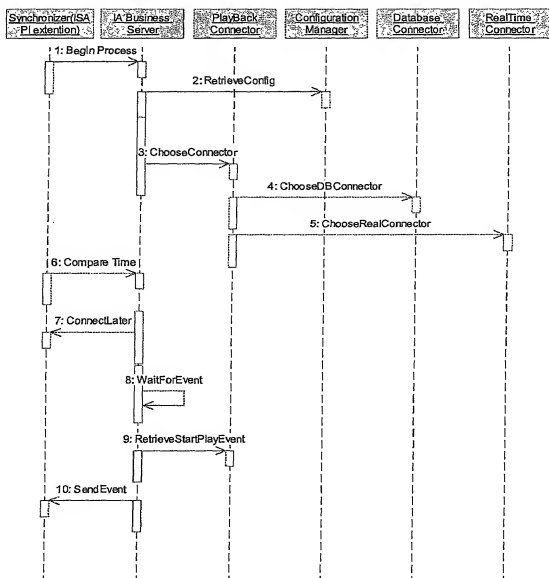 Synchronizer(ISA
PI extention)
IA Business
Server
PlayBack
Connector
Configuration
Manager
Database
Connector
RealTime
Connector
1: Begin Process
2: RetrieveConfig
3: ChooseConnector
4: ChooseDBConnector
5: ChooseRealConnector
6: Compare Time
7: ConnectLater
8: WaitForEvent
9: RetrieveStartPlayEvent
10: SendEvent